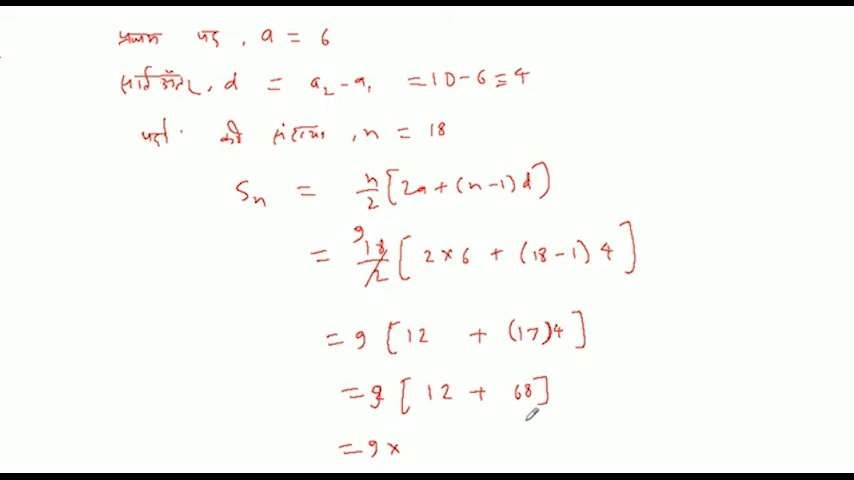 प्रथम पद, a = 6
सार्व अंतर, d = a₂ - a₁ = 10 - 6 = 4
पदों की संख्या, n = 18
Sₙ = n/2 [2a + (n - 1) d]
= 9 18/2 [2 × 6 + (18 - 1) 4]
= 9 [12 + (17) 4]
= 9 [12 + 68]
= 9 ×